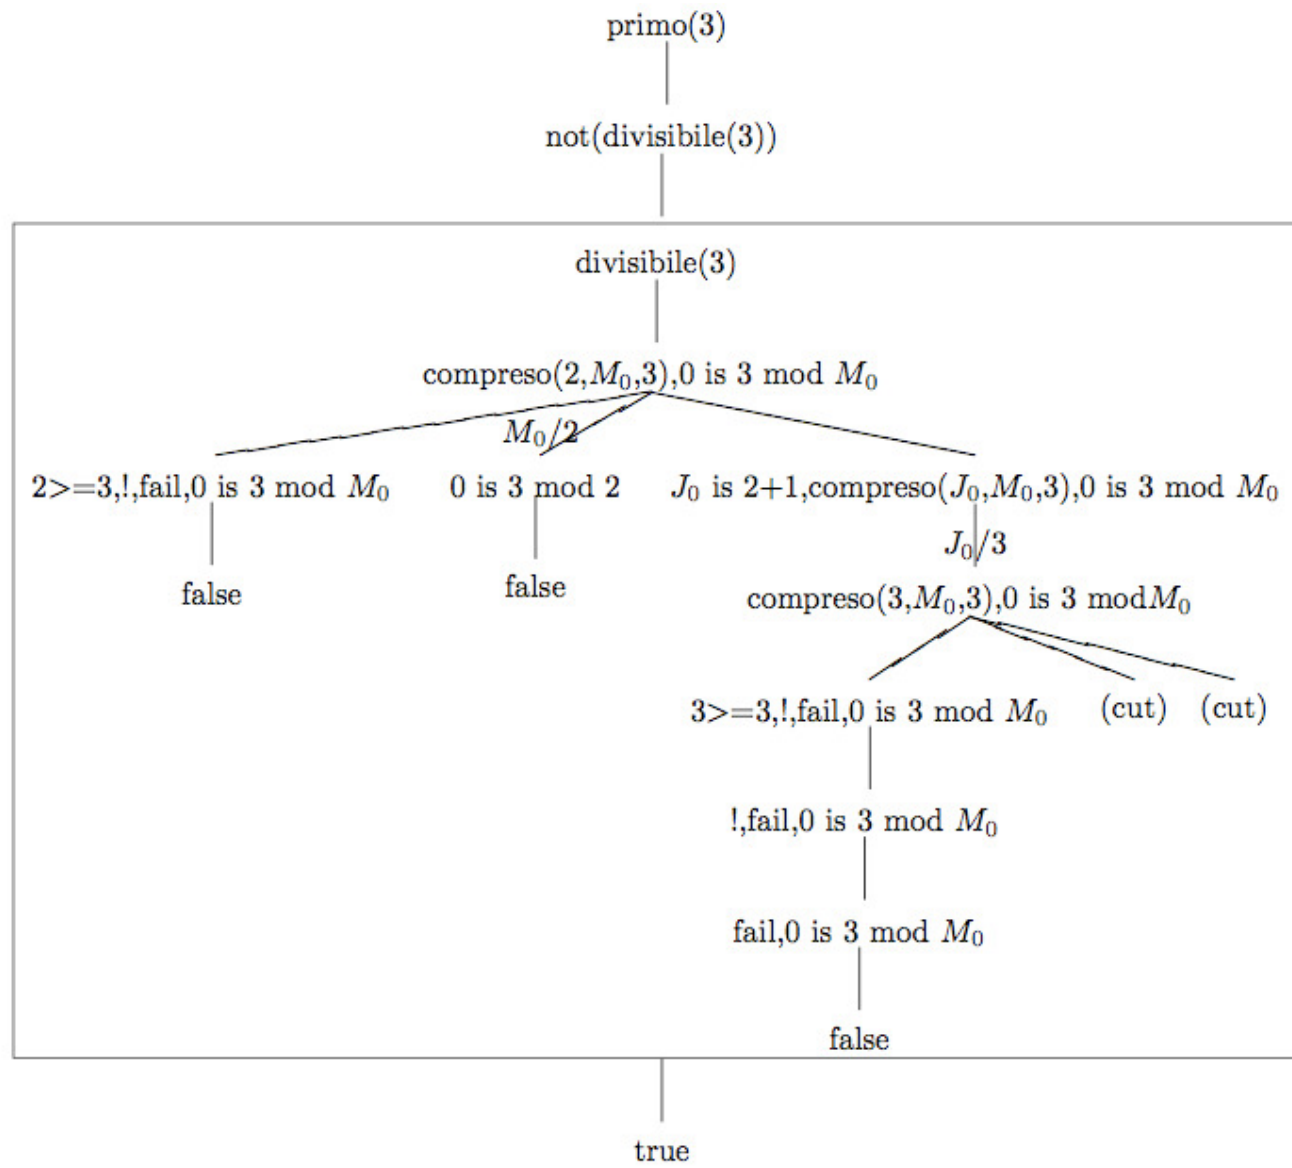 primo(3)
not(divisibile(3))
divisibile(3)
compreso(2,M₀,3),0 is 3 mod M₀
M₀/2
2>=3,!,fail,0 is 3 mod M₀
0 is 3 mod 2
J₀ is 2+1,compreso(J₀,M₀,3),0 is 3 mod M₀
false
false
J₀/3
compreso(3,M₀,3),0 is 3 modM₀
3>=3,!,fail,0 is 3 mod M₀
(cut)
(cut)
!,fail,0 is 3 mod M₀
fail,0 is 3 mod M₀
false
true